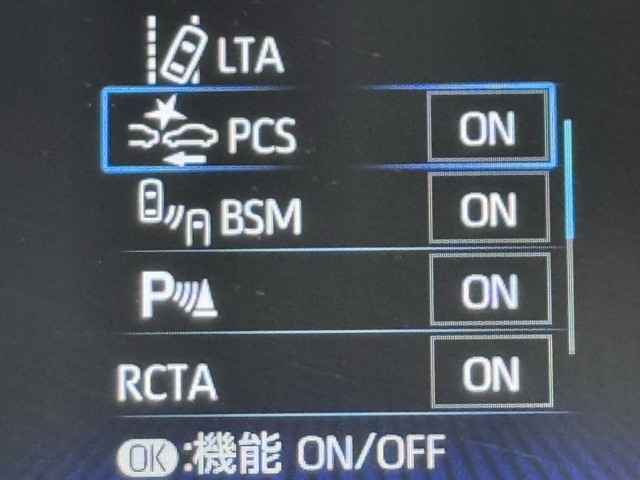 LTA
PCS ON
BSM ON
P ON
RCTA ON
OK:機能 ON/OFF